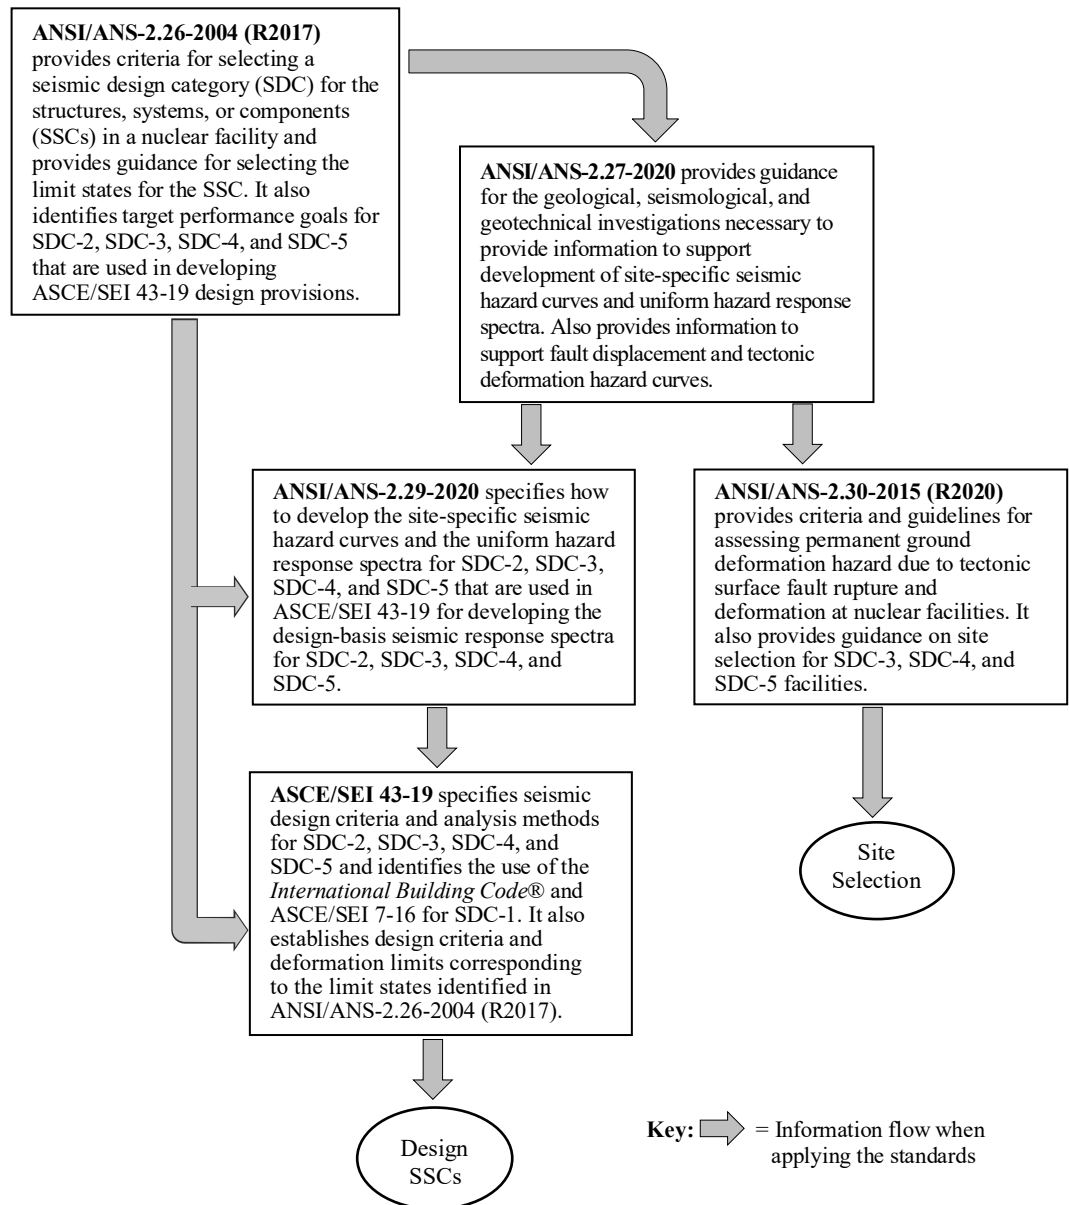 ANSI/ANS-2.26-2004 (R2017)
provides criteria for selecting a
seismic design category (SDC) for the
structures, systems, or components
(SSCs) in a nuclear facility and
provides guidance for selecting the
limit states for the SSC. It also
identifies target performance goals for
SDC-2, SDC-3, SDC-4, and SDC-5
that are used in developing
ASCE/SEI 43-19 design provisions.
ANSI/ANS-2.27-2020 provides guidance
for the geological, seismological, and
geotechnical investigations necessary to
provide information to support
development of site-specific seismic
hazard curves and uniform hazard response
spectra. Also provides information to
support fault displacement and tectonic
deformation hazard curves.
ANSI/ANS-2.29-2020 specifies how
to develop the site-specific seismic
hazard curves and the uniform hazard
response spectra for SDC-2, SDC-3,
SDC-4, and SDC-5 that are used in
ASCE/SEI 43-19 for developing the
design-basis seismic response spectra
for SDC-2, SDC-3, SDC-4, and
SDC-5.
ANSI/ANS-2.30-2015 (R2020)
provides criteria and guidelines for
assessing permanent ground
deformation hazard due to tectonic
surface fault rupture and
deformation at nuclear facilities. It
also provides guidance on site
selection for SDC-3, SDC-4, and
SDC-5 facilities.
ASCE/SEI 43-19 specifies seismic
design criteria and analysis methods
for SDC-2, SDC-3, SDC-4, and
SDC-5 and identifies the use of the
International Building Code® and
ASCE/SEI 7-16 for SDC-1. It also
establishes design criteria and
deformation limits corresponding
to the limit states identified in
ANSI/ANS-2.26-2004 (R2017).
Site
Selection
Design
SSCs
Key: = Information flow when
applying the standards